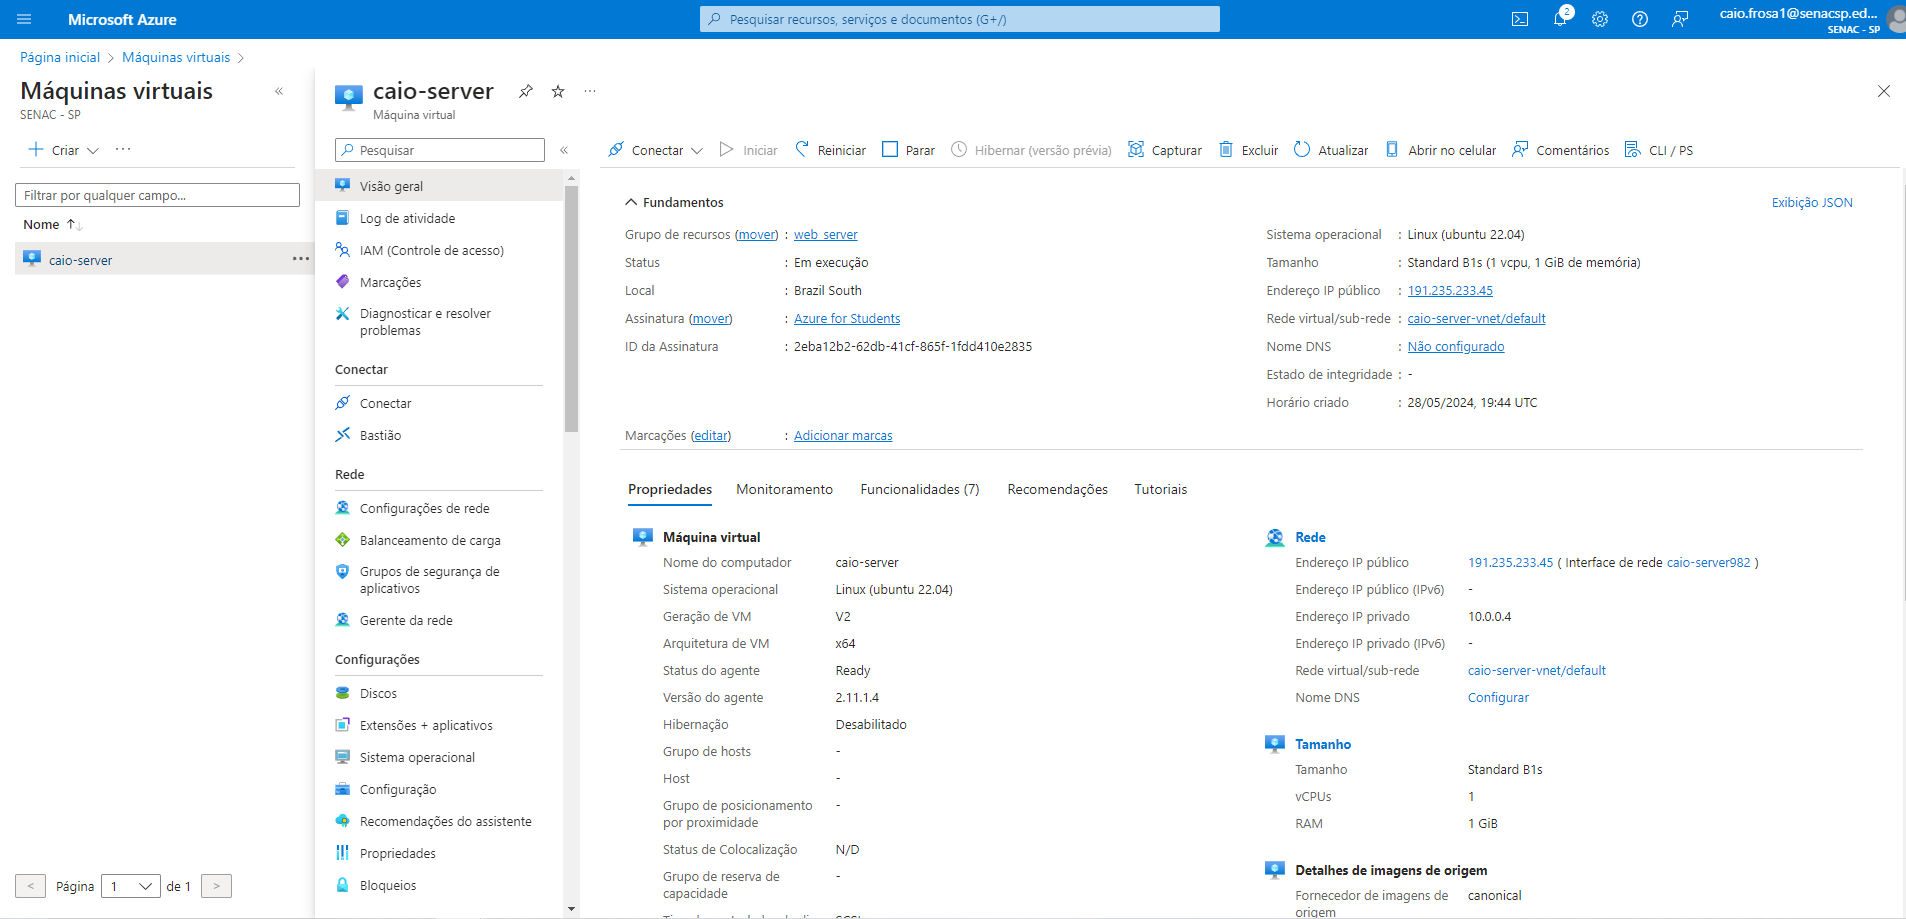 Microsoft Azure
Pesquisar recursos, serviços e documentos (G+/)
2
caio.frosa1@senacsp.ed...
SENAC - SP
Página inicial > Máquinas virtuais >
Máquinas virtuais
SENAC - SP
Criar
Filtrar por qualquer campo...
Nome
caio-server
< Página 1 de 1 >
caio-server
Máquina virtual
Pesquisar
Visão geral
Log de atividade
IAM (Controle de acesso)
Marcações
Diagnosticar e resolver
problemas
Conectar
Conectar
Bastião
Rede
Configurações de rede
Balanceamento de carga
Grupos de segurança de
aplicativos
Gerente da rede
Configurações
Discos
Extensões + aplicativos
Sistema operacional
Configuração
Recomendações do assistente
Propriedades
Bloqueios
Conectar Iniciar Reiniciar Parar Hibernar (versão prévia) Capturar Excluir Atualizar Abrir no celular Comentários CLI / PS
Fundamentos
Exibição JSON
Grupo de recursos (mover) : web_server
Status : Em execução
Local : Brazil South
Assinatura (mover) : Azure for Students
ID da Assinatura : 2eba12b2-62db-41cf-865f-1fdd410e2835
Sistema operacional : Linux (ubuntu 22.04)
Tamanho : Standard B1s (1 vcpu, 1 GiB de memória)
Endereço IP público : 191.235.233.45
Rede virtual/sub-rede : caio-server-vnet/default
Nome DNS : Não configurado
Estado de integridade : -
Horário criado : 28/05/2024, 19:44 UTC
Marcações (editar) : Adicionar marcas
Propriedades Monitoramento Funcionalidades (7) Recomendações Tutoriais
Máquina virtual
Nome do computador caio-server
Sistema operacional Linux (ubuntu 22.04)
Geração de VM V2
Arquitetura de VM x64
Status do agente Ready
Versão do agente 2.11.1.4
Hibernação Desabilitado
Grupo de hosts -
Host -
Grupo de posicionamento -
por proximidade
Status de Colocalização N/D
Grupo de reserva de -
capacidade
Rede
Endereço IP público 191.235.233.45 ( Interface de rede caio-server982 )
Endereço IP público (IPv6) -
Endereço IP privado 10.0.0.4
Endereço IP privado (IPv6) -
Rede virtual/sub-rede caio-server-vnet/default
Nome DNS Configurar
Tamanho
Tamanho Standard B1s
vCPUs 1
RAM 1 GiB
Detalhes de imagens de origem
Fornecedor de imagens de canonical
origem